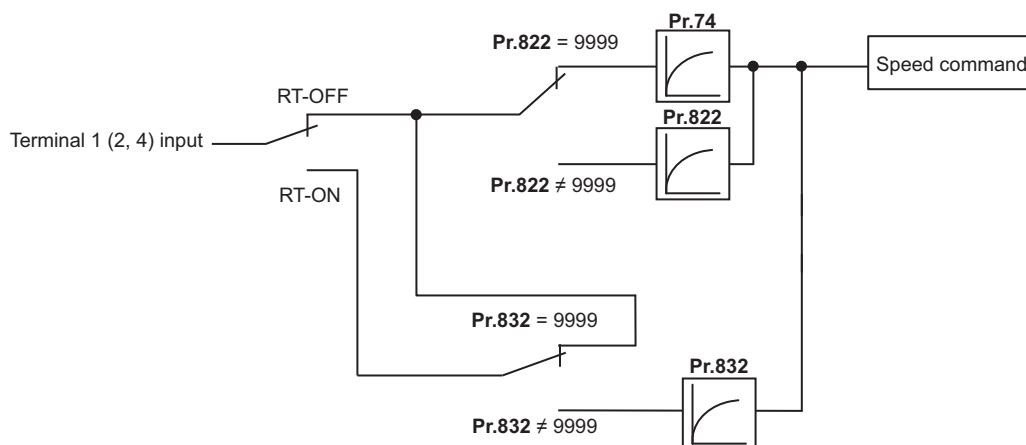 Pr.74
Pr.822 = 9999
Speed command
RT-OFF
Terminal 1 (2, 4) input
Pr.822
Pr.822 ≠ 9999
RT-ON
Pr.832 = 9999
Pr.832
Pr.832 ≠ 9999